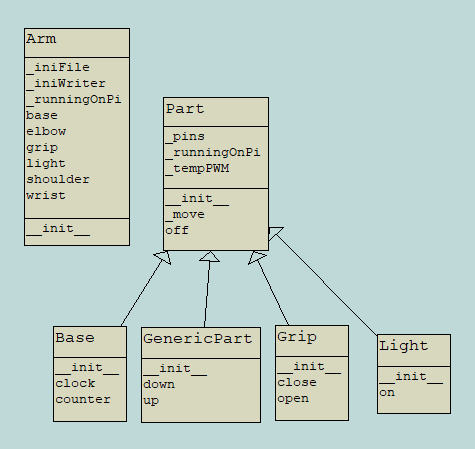 Arm
_iniFile
_iniWriter
_runningOnPi
base
elbow
grip
light
shoulder
wrist
__init__
Part
_pins
_runningOnPi
_tempPWM
__init__
_move
off
Base
__init__
clock
counter
GenericPart
__init__
down
up
Grip
__init__
close
open
Light
__init__
on